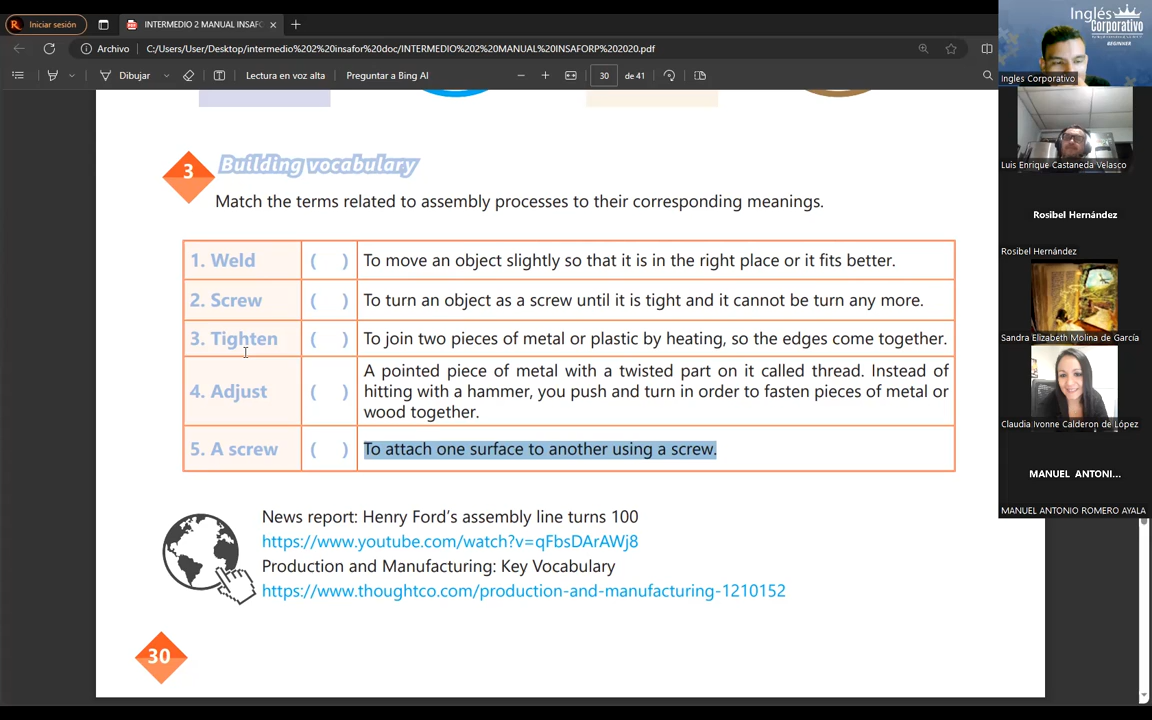 Iniciar sesión
INTERMEDIO 2 MANUAL INSAFOR
Archivo
C:/Users/User/Desktop/intermedio%202%20insafor%20doc/INTERMEDIO%202%20MANUAL%20INSAFORP%202020.pdf
Dibujar
Lectura en voz alta
Preguntar a Bing AI
30 de 41
3 Building vocabulary
Match the terms related to assembly processes to their corresponding meanings.
1. Weld ( ) To move an object slightly so that it is in the right place or it fits better.
2. Screw ( ) To turn an object as a screw until it is tight and it cannot be turn any more.
3. Tighten ( ) To join two pieces of metal or plastic by heating, so the edges come together.
A pointed piece of metal with a twisted part on it called thread. Instead of
4. Adjust ( ) hitting with a hammer, you push and turn in order to fasten pieces of metal or
wood together.
5. A screw ( ) To attach one surface to another using a screw.
News report: Henry Ford's assembly line turns 100
https://www.youtube.com/watch?v=qFbsDArAWj8
Production and Manufacturing: Key Vocabulary
https://www.thoughtco.com/production-and-manufacturing-1210152
30
Inglés
Corporativo
BEGINNER
Ingles Corporativo
Luis Enrique Castaneda Velasco
Rosibel Hernández
Rosibel Hernández
Sandra Elizabeth Molina de García
Claudia Ivonne Calderon de López
MANUEL ANTONI...
MANUEL ANTONIO ROMERO AYALA